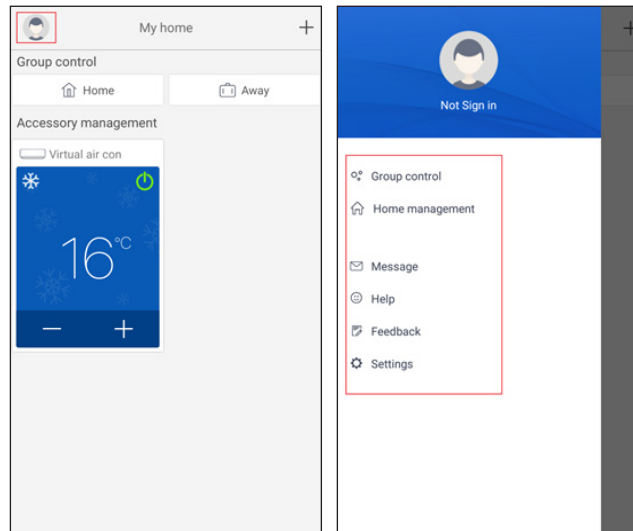 My home +
Group control
Home Away
Accessory management
Virtual air con
16°C
— +
Not Sign in
Group control
Home management
Message
Help
Feedback
Settings